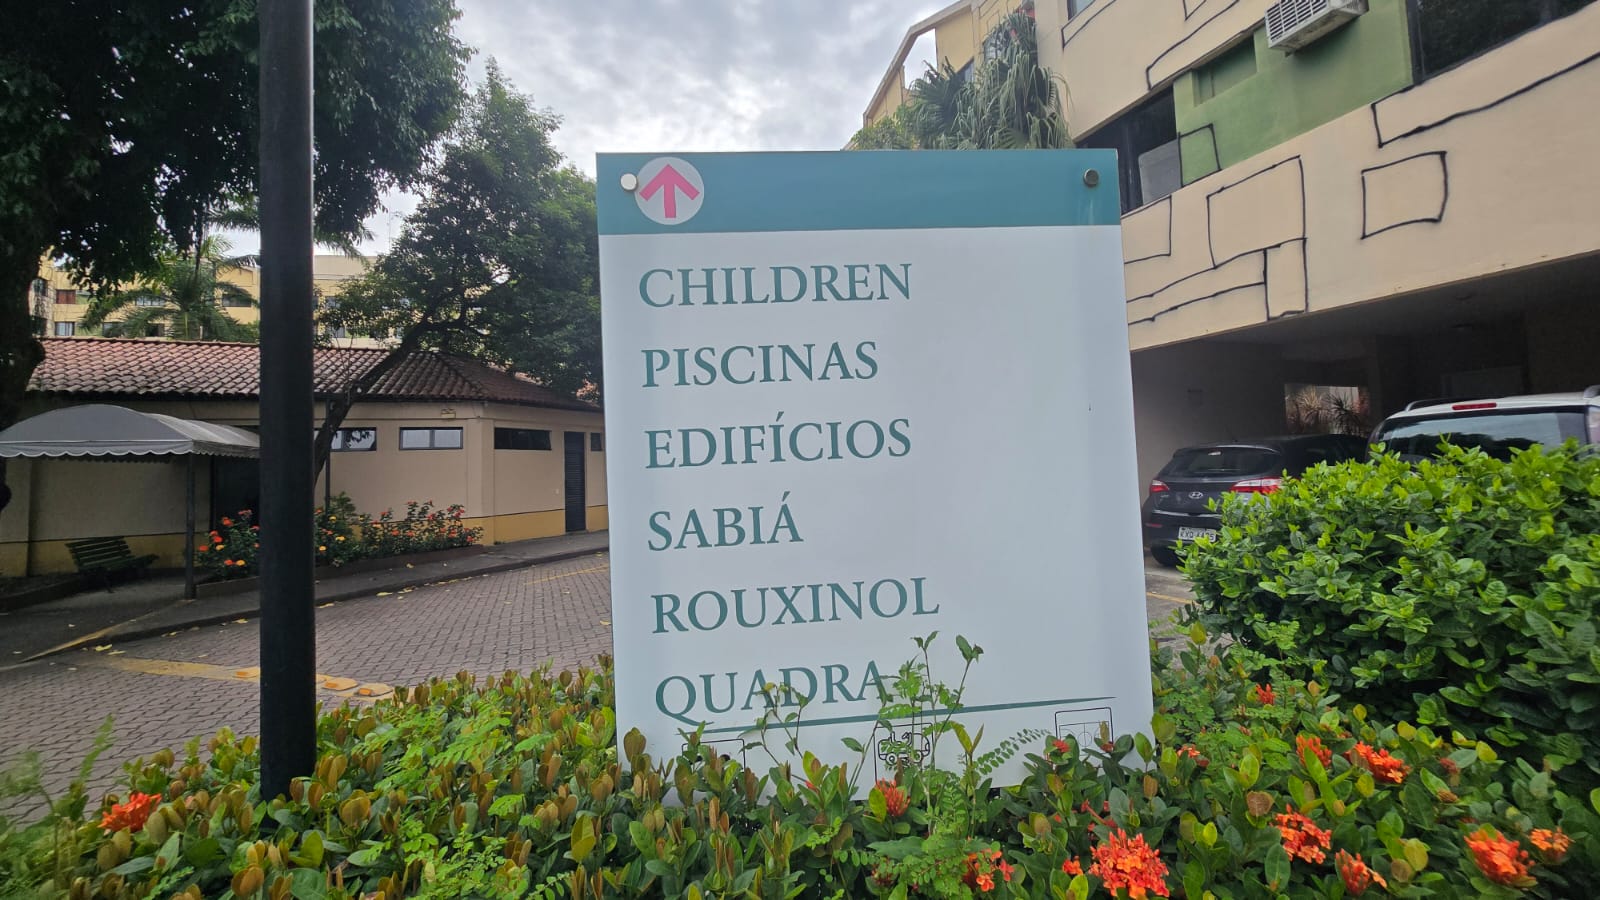 CHILDREN
PISCINAS
EDIFÍCIOS
SABIÁ
ROUXINOL
QUADRA